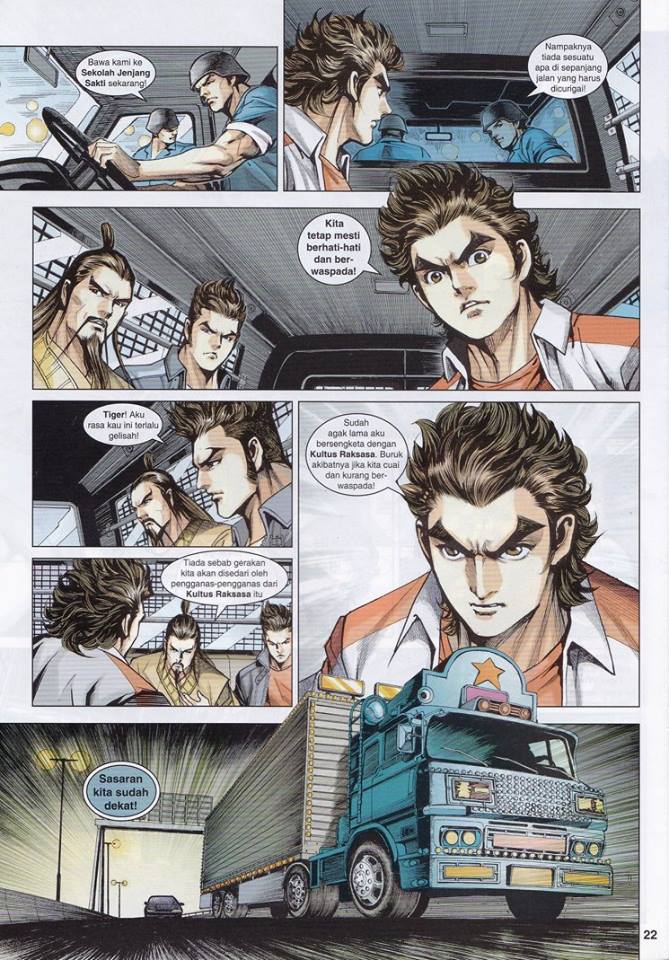 Bawa kami ke
Sekolah Jenjang
Sakti sekarang!
Nampaknya
tiada sesuatu
apa di sepanjang
jalan yang harus
dicurigai!
Kita
tetap mesti
berhati-hati
dan ber-
waspada!
Tiger! Aku
rasa kau ini terlalu
gelisah!
Sudah
agak lama aku
bersengketa dengan
Kultus Raksasa. Buruk
akibatnya jika kita cuai
dan kurang ber-
waspada!
Tiada sebab gerakan
kita akan disedari oleh
pengganas-pengganas dari
Kultus Raksasa itu
Sasaran
kita sudah
dekat!
22